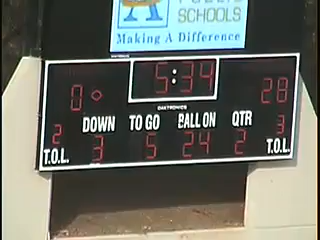 SCHOOLS
Making A Difference
5:34
DAKTRONICS
0 28
DOWN TO GO BALL ON QTR
2 3 5 24 2 3
T.O.L. T.O.L.